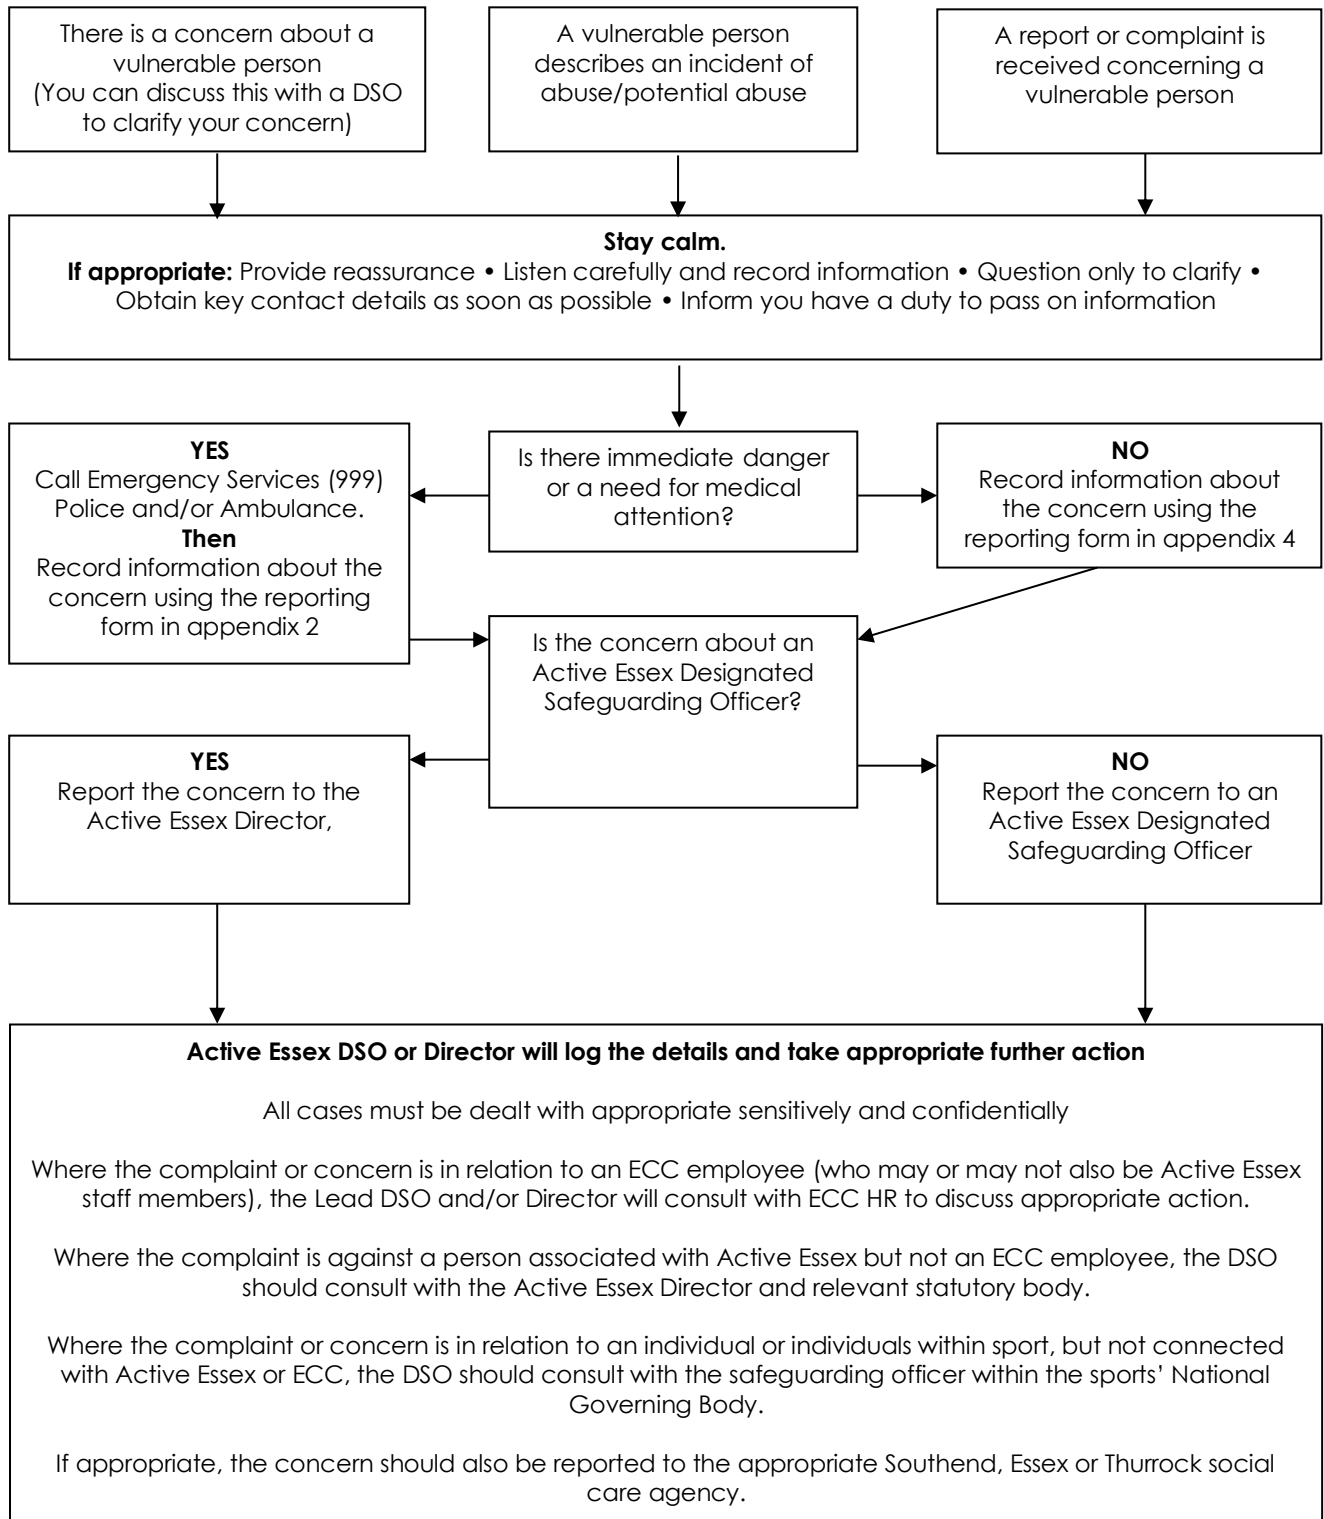 There is a concern about a
vulnerable person
(You can discuss this with a DSO
to clarify your concern)
A vulnerable person
describes an incident of
abuse/potential abuse
A report or complaint is
received concerning a
vulnerable person
Stay calm.
If appropriate: Provide reassurance • Listen carefully and record information • Question only to clarify •
Obtain key contact details as soon as possible • Inform you have a duty to pass on information
YES
Call Emergency Services (999)
Police and/or Ambulance.
Then
Record information about the
concern using the reporting
form in appendix 2
Is there immediate danger
or a need for medical
attention?
NO
Record information about
the concern using the
reporting form in appendix 4
Is the concern about an
Active Essex Designated
Safeguarding Officer?
YES
Report the concern to the
Active Essex Director,
NO
Report the concern to an
Active Essex Designated
Safeguarding Officer
Active Essex DSO or Director will log the details and take appropriate further action
All cases must be dealt with appropriate sensitively and confidentially
Where the complaint or concern is in relation to an ECC employee (who may or may not also be Active Essex
staff members), the Lead DSO and/or Director will consult with ECC HR to discuss appropriate action.
Where the complaint is against a person associated with Active Essex but not an ECC employee, the DSO
should consult with the Active Essex Director and relevant statutory body.
Where the complaint or concern is in relation to an individual or individuals within sport, but not connected
with Active Essex or ECC, the DSO should consult with the safeguarding officer within the sports’ National
Governing Body.
If appropriate, the concern should also be reported to the appropriate Southend, Essex or Thurrock social
care agency.